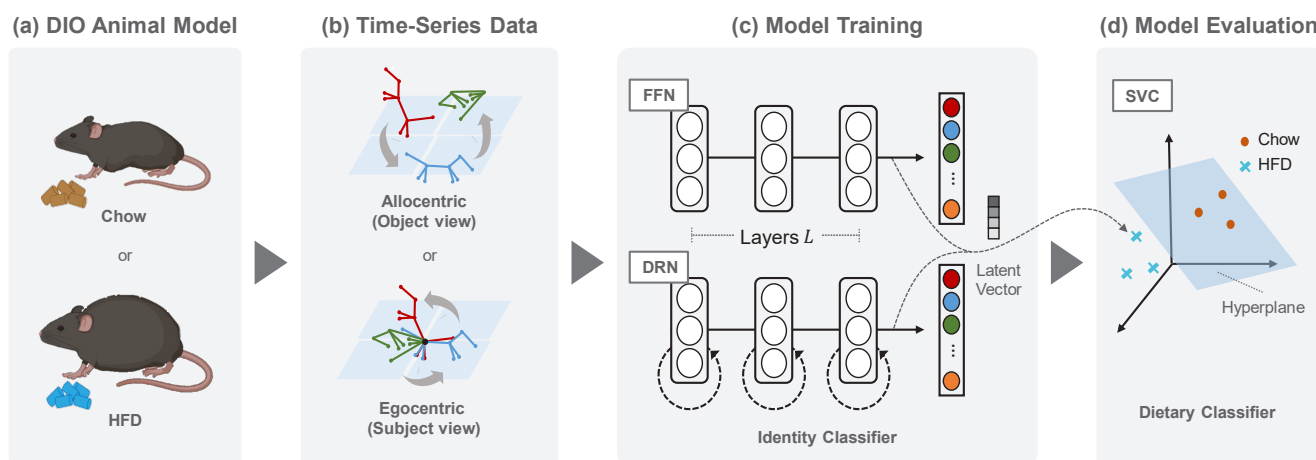 (a) DIO Animal Model
Chow
or
HFD
(b) Time-Series Data
Allocentric
(Object view)
or
Egocentric
(Subject view)
(c) Model Training
FFN
Layers L
DRN
Latent
Vector
Identity Classifier
(d) Model Evaluation
SVC
Chow
HFD
Hyperplane
Dietary Classifier